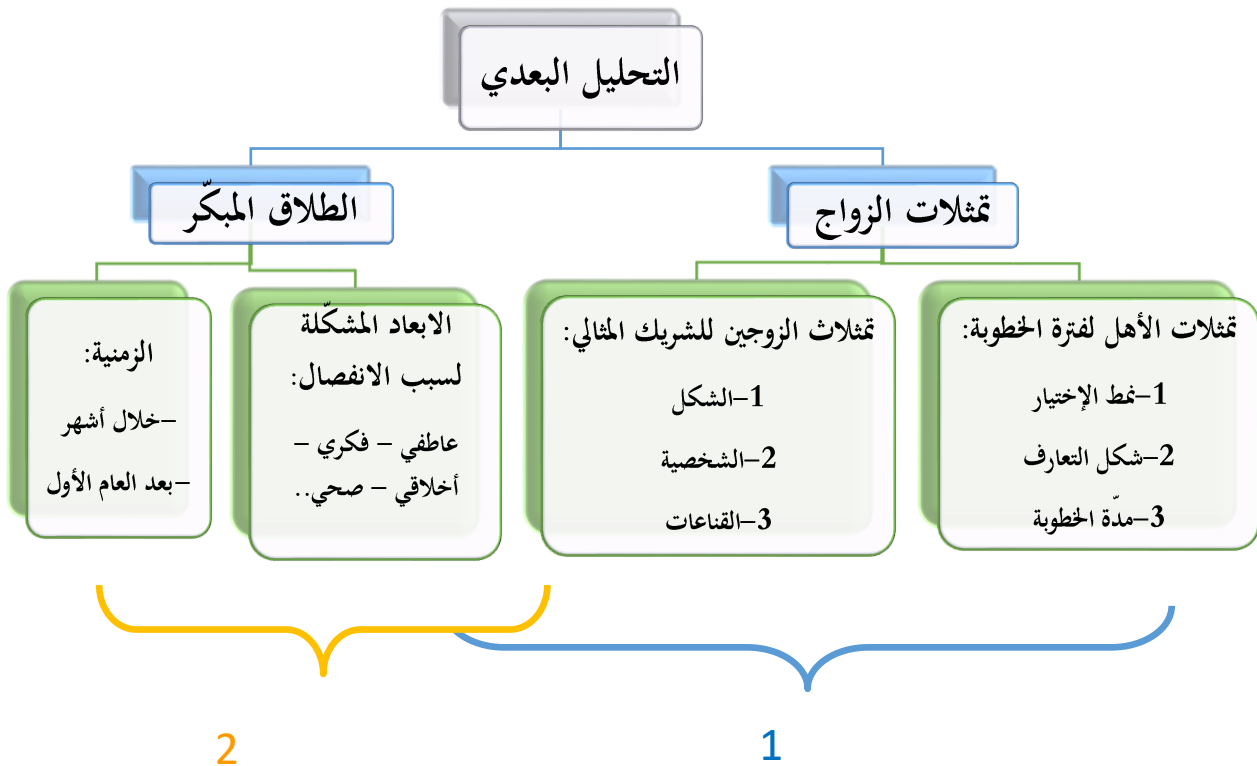 التحليل البعدي
تمثلات الزواج
الطلاق المبكّر
تمثلات الأهل لفترة الخطوبة:
1–نمط الإختيار
2–شكل التعارف
3–مدّة الخطوبة
تمثلاث الزوجين للشريك المثالي:
1–الشكل
2–الشخصية
3–القناعات
الابعاد المشكّلة
لسبب الانفصال:
عاطفي – فكري –
أخلاقي – صحي..
الزمنية:
–خلال أشهر
–بعد العام الأول
1
2